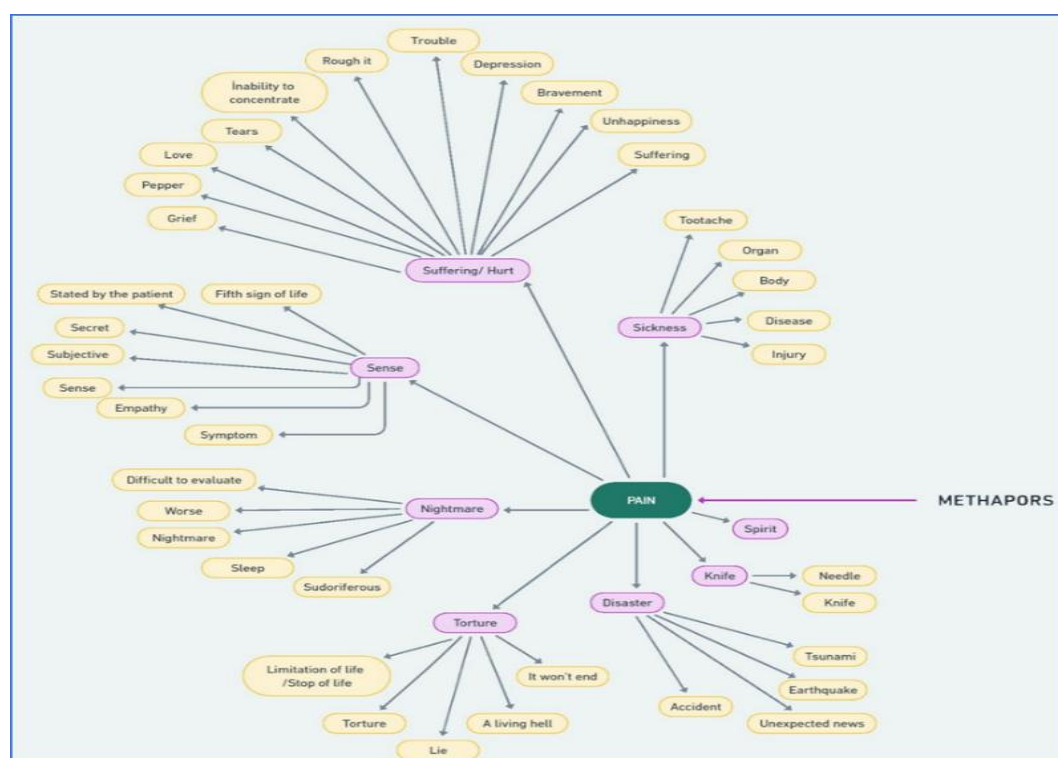 Trouble
Rough it
Depression
İnability to
concentrate
Bravement
Tears
Unhappiness
Love
Suffering
Pepper
Grief
Suffering/ Hurt
Tootache
Organ
Body
Sickness
Disease
Injury
Stated by the patient
Fifth sign of life
Secret
Subjective
Sense
Sense
Empathy
Symptom
Difficult to evaluate
Worse
Nightmare
Nightmare
Sleep
Sudoriferous
PAIN
METHAPORS
Spirit
Knife
Needle
Knife
Disaster
Tsunami
Earthquake
Accident
Unexpected news
Torture
Limitation of life
/Stop of life
It won't end
Torture
A living hell
Lie